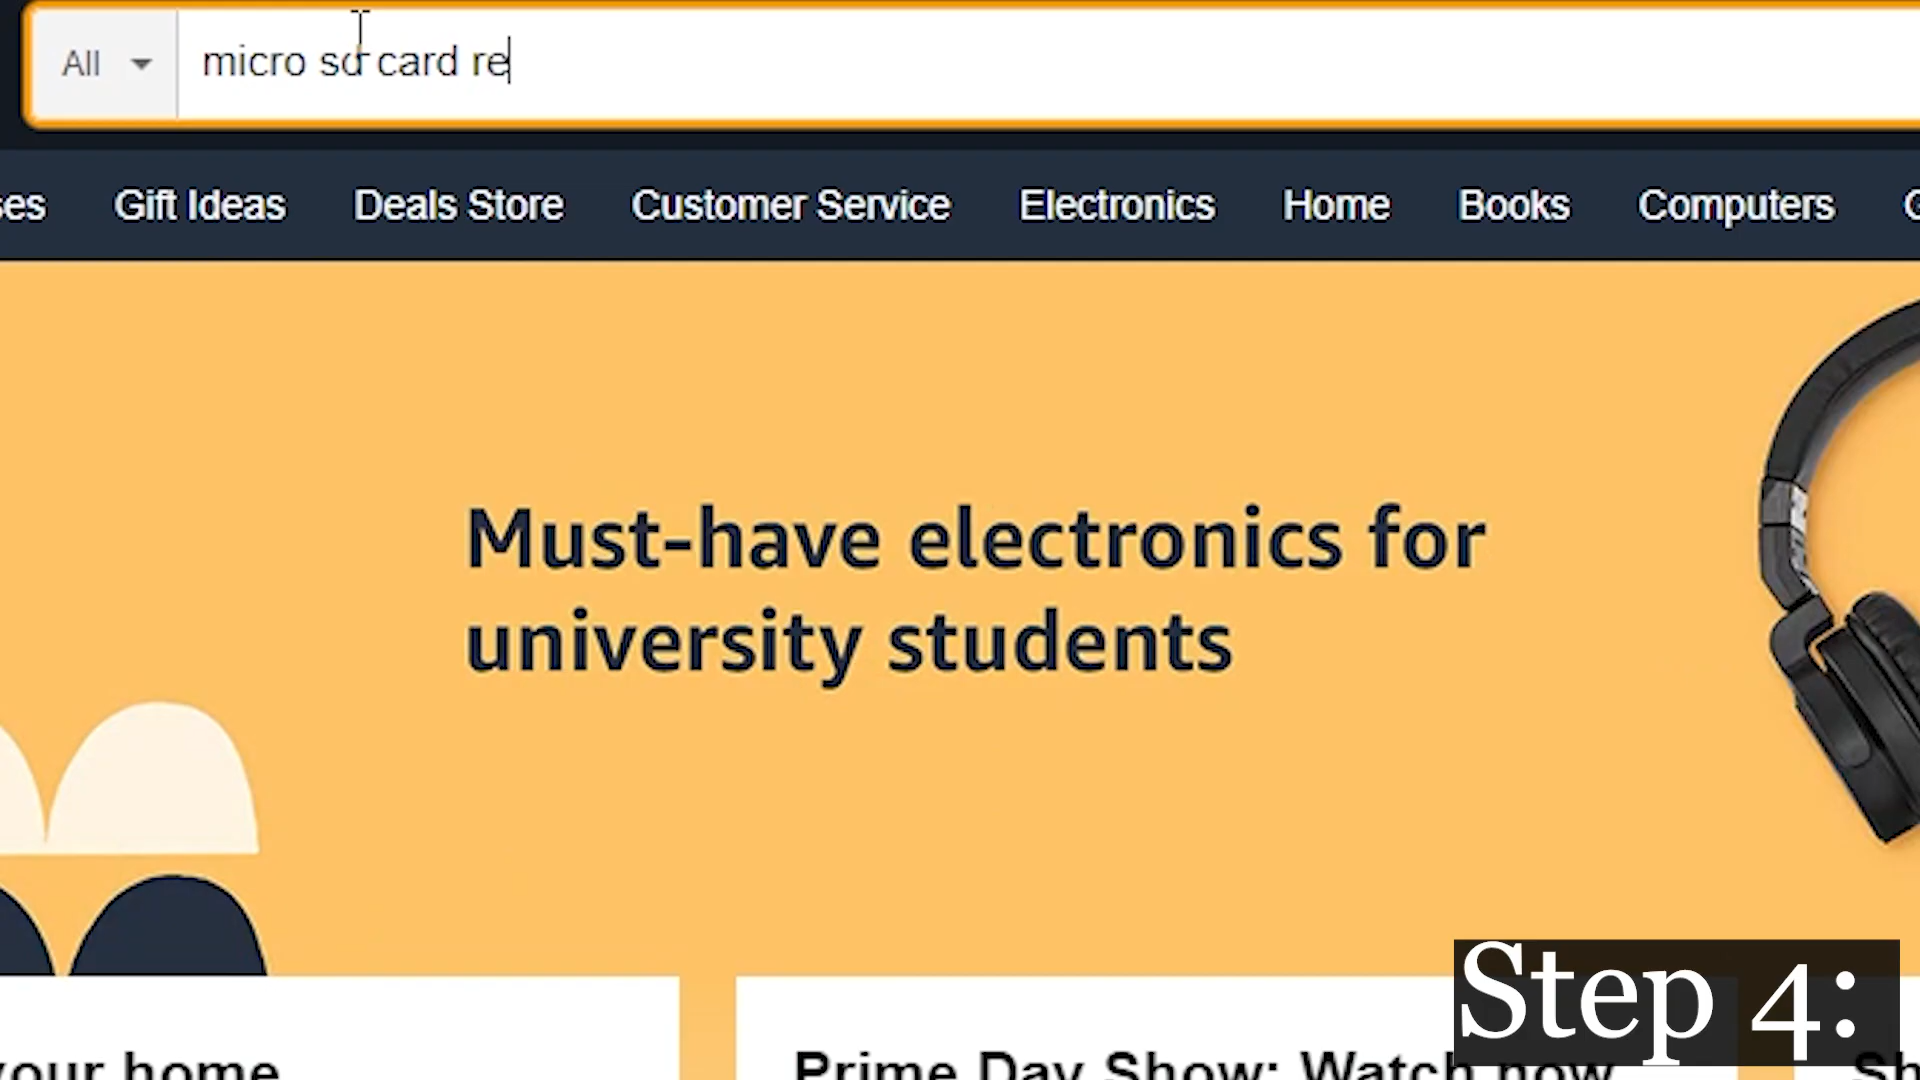 All
micro sd card re
Gift Ideas
Deals Store
Customer Service
Electronics
Home
Books
Computers
Must-have electronics for
university students
your home
Prime Day Show: Watch now
Step 4: